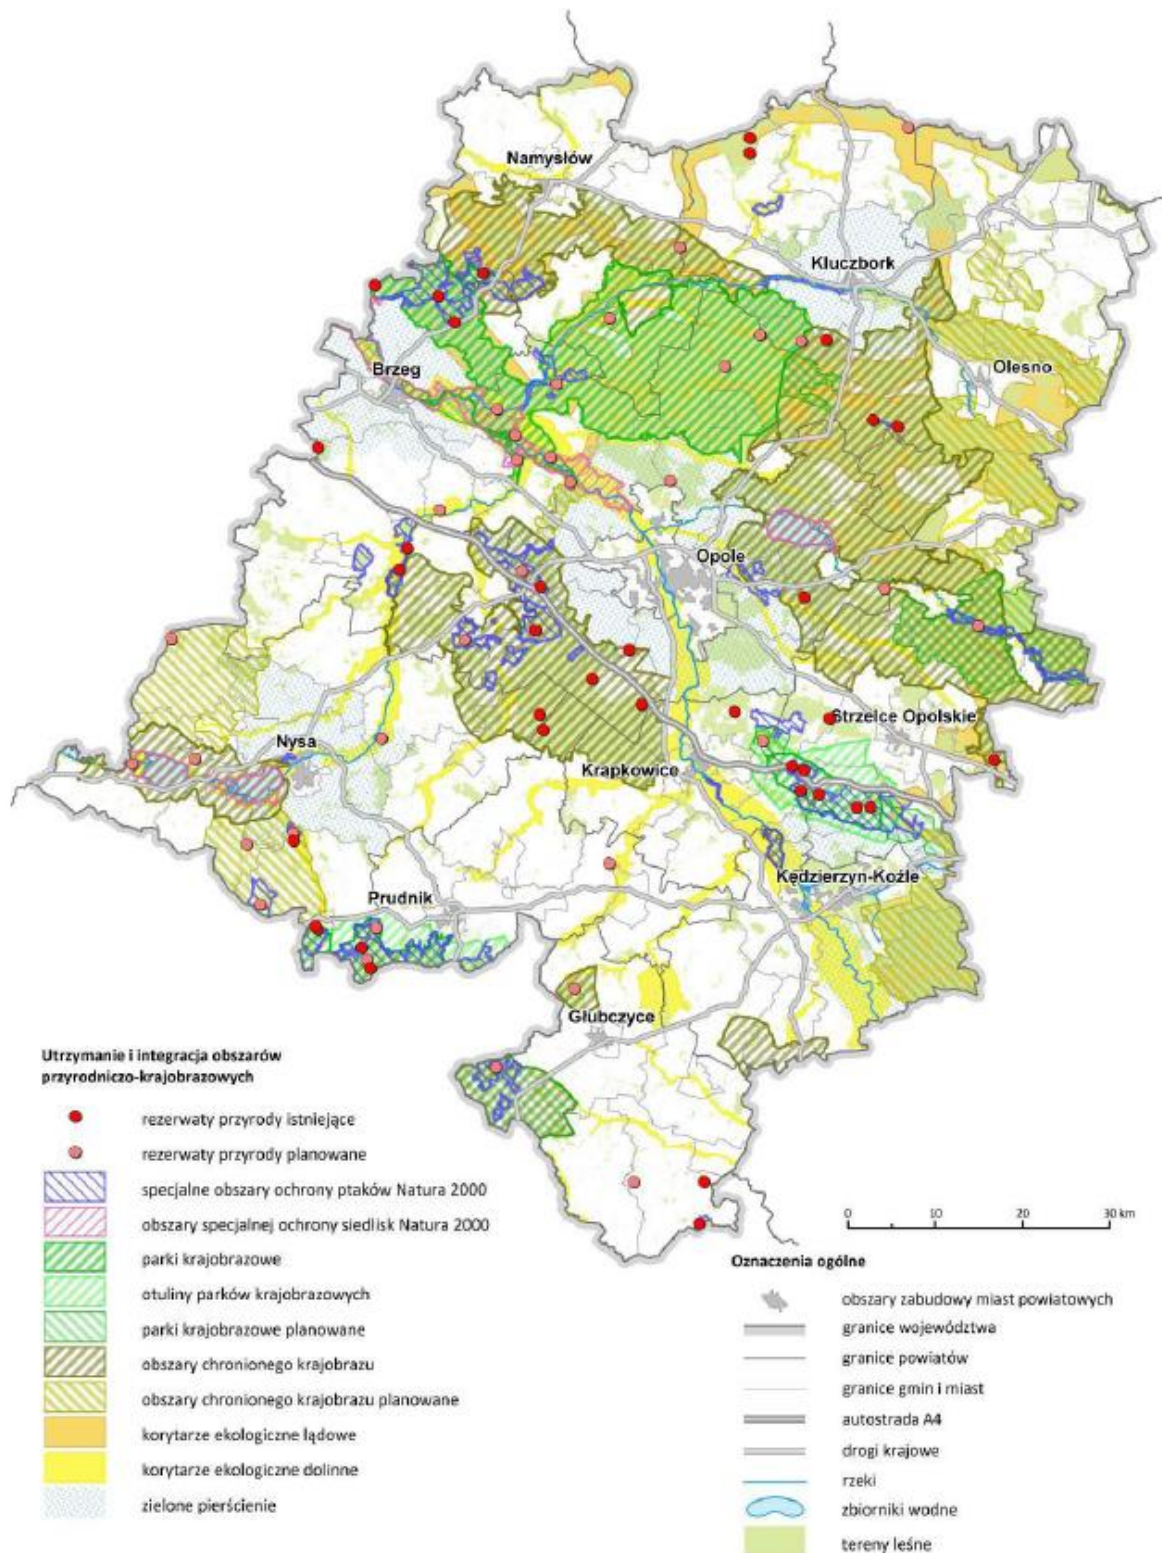 Namysłów
Kluczbork
Olesno
Brzeg
Opole
Strzelce Opolskie
Nysa
Krapkowice
Kędzierzyn-Koźle
Prudnik
Głubczyce
Utrzymanie i integracja obszarów
przyrodniczo-krajobrazowych
rezerwaty przyrody istniejące
rezerwaty przyrody planowane
specjalne obszary ochrony ptaków Natura 2000
obszary specjalnej ochrony siedlisk Natura 2000
parki krajobrazowe
otuliny parków krajobrazowych
parki krajobrazowe planowane
obszary chronionego krajobrazu
obszary chronionego krajobrazu planowane
korytarze ekologiczne lądowe
korytarze ekologiczne dolinne
zielone pierścienie
0 10 20 30 km
Oznaczenia ogólne
obszary zabudowy miast powiatowych
granice województwa
granice powiatów
granice gmin i miast
autostrada A4
drogi krajowe
rzeki
zbiorniki wodne
tereny leśne